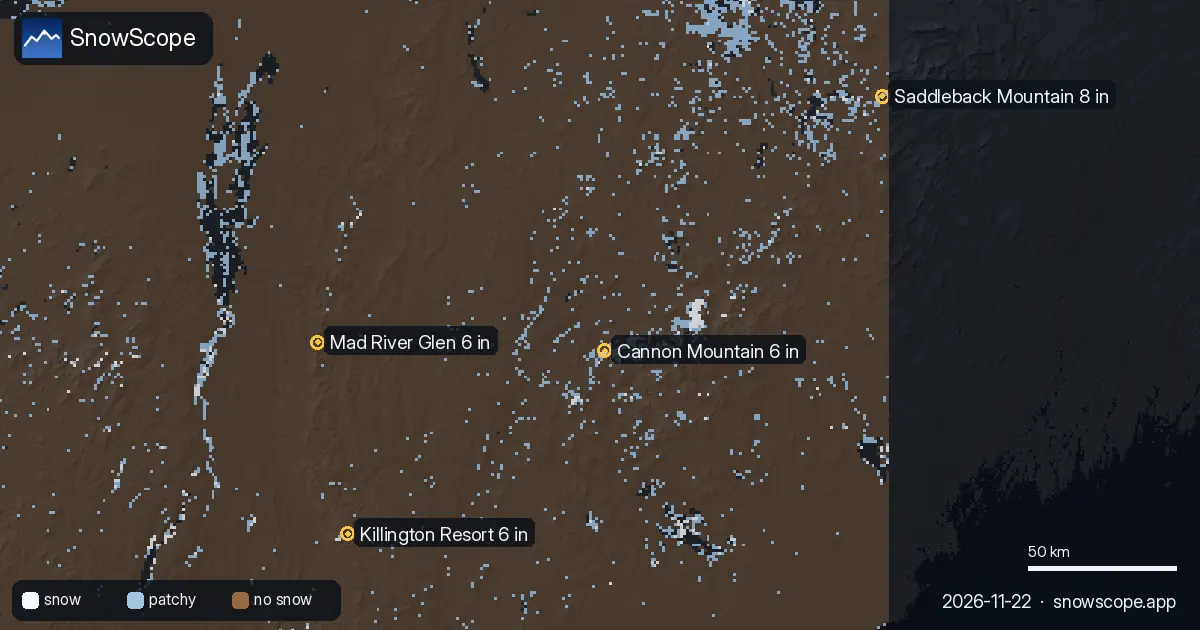 SnowScope
Saddleback Mountain 8 in
Mad River Glen 6 in
Cannon Mountain 6 in
Killington Resort 6 in
50 km
snow patchy no snow
2026-11-22 · snowscope.app